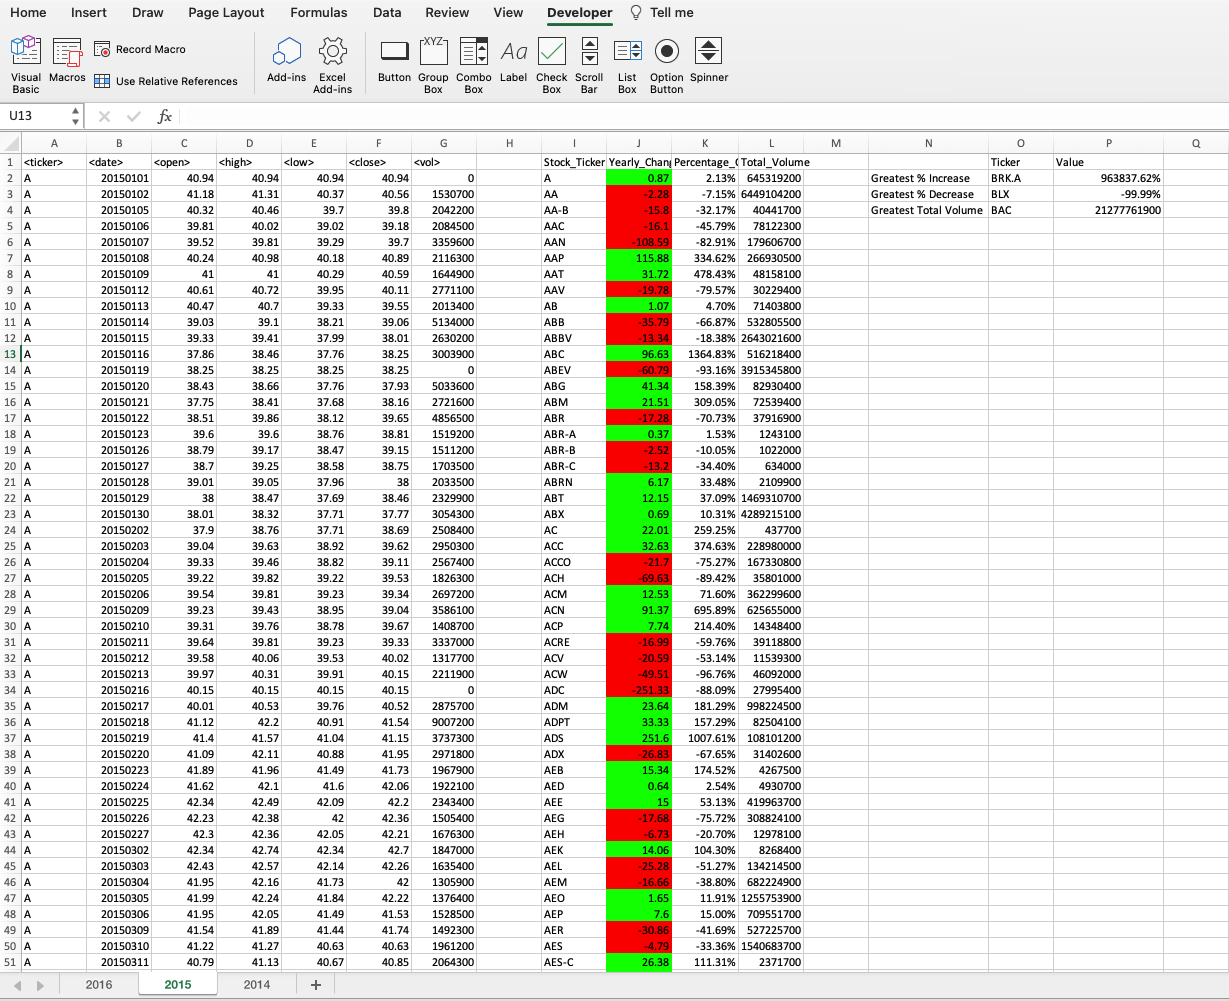 Home Insert Draw Page Layout Formulas Data Review View Developer Tell me
Visual Basic Macros Record Macro Use Relative References Add-ins Excel Add-ins Button Group Box Combo Box Label Check Box Scroll Bar List Box Option Button Spinner
XYZ Aa
U13 fx
A B C D E F G H I J K L M N O P Q
1 <ticker> <date> <open> <high> <low> <close> <vol> Stock_Ticker Yearly_Chang Percentage_C Total_Volume Ticker Value
2 A 20150101 40.94 40.94 40.94 40.94 0 A 0.87 2.13% 645319200 Greatest % Increase BRK.A 963837.62%
3 A 20150102 41.18 41.31 40.37 40.56 1530700 AA -2.28 -7.15% 6449104200 Greatest % Decrease BLX -99.99%
4 A 20150105 40.32 40.46 39.7 39.8 2042200 AA-B -15.8 -32.17% 40441700 Greatest Total Volume BAC 21277761900
5 A 20150106 39.81 40.02 39.02 39.18 2084500 AAC -16.1 -45.79% 78122300
6 A 20150107 39.52 39.81 39.29 39.7 3359600 AAN -108.59 -82.91% 179606700
7 A 20150108 40.24 40.98 40.18 40.89 2116300 AAP 115.88 334.62% 266930500
8 A 20150109 41 41 40.29 40.59 1644900 AAT 31.72 478.43% 48158100
9 A 20150112 40.61 40.72 39.95 40.11 2771100 AAV -19.78 -79.57% 30229400
10 A 20150113 40.47 40.7 39.33 39.55 2013400 AB 1.07 4.70% 71403800
11 A 20150114 39.03 39.1 38.21 39.06 5134000 ABB -35.79 -66.87% 532805500
12 A 20150115 39.33 39.41 37.99 38.01 2630200 ABBV -13.34 -18.38% 2643021600
13 A 20150116 37.86 38.46 37.76 38.25 3003900 ABC 96.63 1364.83% 516218400
14 A 20150119 38.25 38.25 38.25 38.25 0 ABEV -60.79 -93.16% 3915345800
15 A 20150120 38.43 38.66 37.76 37.93 5033600 ABG 41.34 158.39% 82930400
16 A 20150121 37.75 38.41 37.68 38.16 2721600 ABM 21.51 309.05% 72539400
17 A 20150122 38.51 39.86 38.12 39.65 4856500 ABR -17.28 -70.73% 37916900
18 A 20150123 39.6 39.6 38.76 38.81 1519200 ABR-A 0.37 1.53% 1243100
19 A 20150126 38.79 39.17 38.47 39.15 1511200 ABR-B -2.52 -10.05% 1022000
20 A 20150127 38.7 39.25 38.58 38.75 1703500 ABR-C -13.2 -34.40% 634000
21 A 20150128 39.01 39.05 37.96 38 2033500 ABRN 6.17 33.48% 2109900
22 A 20150129 38 38.47 37.69 38.46 2329900 ABT 12.15 37.09% 1469310700
23 A 20150130 38.01 38.32 37.71 37.77 3054300 ABX 0.69 10.31% 4289215100
24 A 20150202 37.9 38.76 37.71 38.69 2508400 AC 22.01 259.25% 437700
25 A 20150203 39.04 39.63 38.92 39.62 2950300 ACC 32.63 374.63% 228980000
26 A 20150204 39.33 39.46 38.82 39.11 2567400 ACCO -21.7 -75.27% 167330800
27 A 20150205 39.22 39.82 39.22 39.53 1826300 ACH -69.63 -89.42% 35801000
28 A 20150206 39.54 39.81 39.23 39.34 2697200 ACM 12.53 71.60% 362299600
29 A 20150209 39.23 39.43 38.95 39.04 3586100 ACN 91.37 695.89% 625655000
30 A 20150210 39.31 39.76 38.78 39.67 1408700 ACP 7.74 214.40% 14348400
31 A 20150211 39.64 39.81 39.23 39.33 3337000 ACRE -16.99 -59.76% 39118800
32 A 20150212 39.58 40.06 39.53 40.02 1317700 ACV -20.59 -53.14% 11539300
33 A 20150213 39.97 40.31 39.91 40.15 2211900 ACW -49.51 -96.76% 46092000
34 A 20150216 40.15 40.15 40.15 40.15 0 ADC -251.33 -88.09% 27995400
35 A 20150217 40.01 40.53 39.76 40.52 2875700 ADM 23.64 181.29% 998224500
36 A 20150218 41.12 42.2 40.91 41.54 9007200 ADPT 33.33 157.29% 82504100
37 A 20150219 41.4 41.57 41.04 41.15 3737300 ADS 251.6 1007.61% 108101200
38 A 20150220 41.09 42.11 40.88 41.95 2971800 ADX -26.83 -67.65% 31402600
39 A 20150223 41.89 41.96 41.49 41.73 1967900 AEB 15.34 174.52% 4267500
40 A 20150224 41.62 42.1 41.6 42.06 1922100 AED 0.64 2.54% 4930700
41 A 20150225 42.34 42.49 42.09 42.2 2343400 AEE 15 53.13% 419963700
42 A 20150226 42.23 42.38 42 42.36 1505400 AEG -17.68 -75.72% 308824100
43 A 20150227 42.3 42.36 42.05 42.21 1676300 AEH -6.73 -20.70% 12978100
44 A 20150302 42.34 42.74 42.34 42.7 1847000 AEK 14.06 104.30% 8268400
45 A 20150303 42.43 42.57 42.14 42.26 1635400 AEL -25.28 -51.27% 134214500
46 A 20150304 41.95 42.16 41.73 42 1305900 AEM -16.66 -38.80% 682224900
47 A 20150305 41.99 42.24 41.84 42.22 1376400 AEO 1.65 11.91% 1255753900
48 A 20150306 41.95 42.05 41.49 41.53 1528500 AEP 7.6 15.00% 709551700
49 A 20150309 41.54 41.89 41.44 41.74 1492300 AER -30.86 -41.69% 527225700
50 A 20150310 41.22 41.27 40.63 40.63 1961200 AES -4.79 -33.36% 1540683700
51 A 20150311 40.79 41.13 40.67 40.85 2064300 AES-C 26.38 111.31% 2371700
2016 2015 2014 +